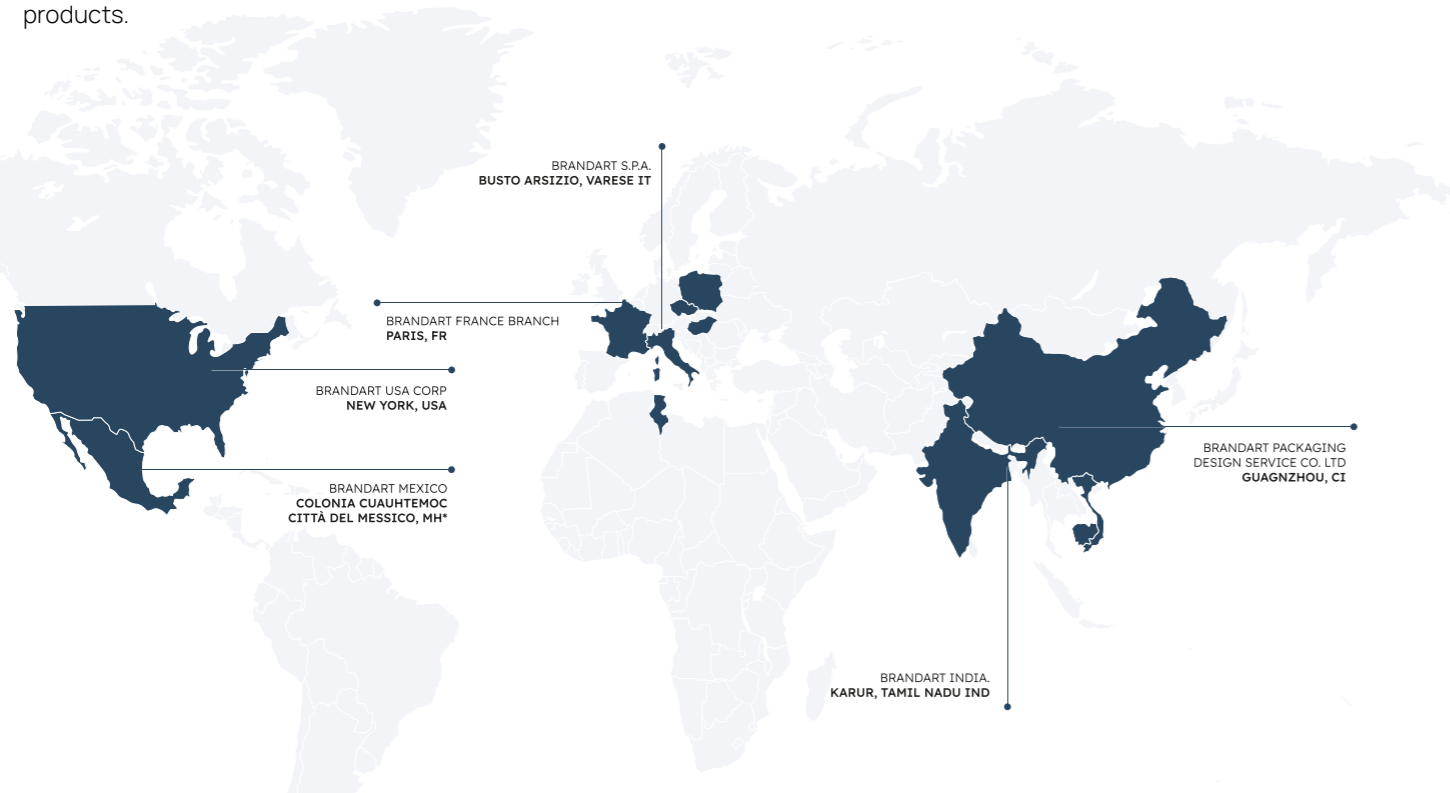 products.
BRANDART S.P.A.
BUSTO ARSIZIO, VARESE IT
BRANDART FRANCE BRANCH
PARIS, FR
BRANDART USA CORP
NEW YORK, USA
BRANDART PACKAGING
DESIGN SERVICE CO. LTD
GUAGNZHOU, CI
BRANDART MEXICO
COLONIA CUAUHTEMOC
CITTÀ DEL MESSICO, MH*
BRANDART INDIA.
KARUR, TAMIL NADU IND